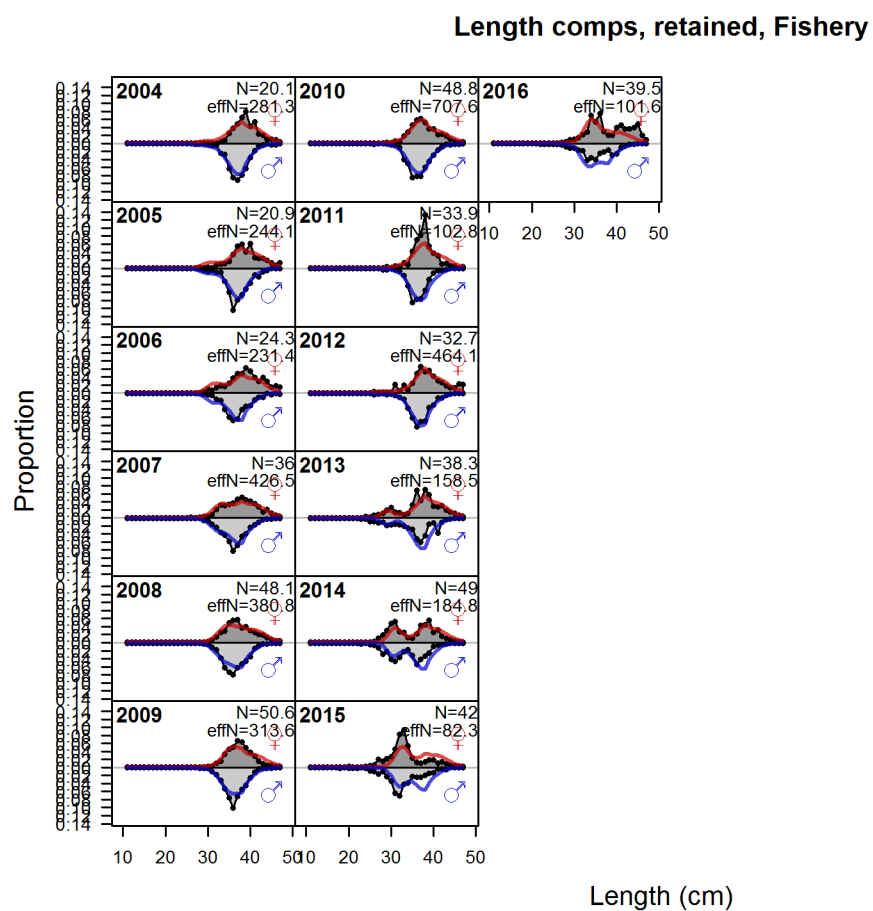 Length comps, retained, Fishery
Proportion
2004
N=20.1
effN=281.3
2010
N=48.8
effN=707.6
2016
N=39.5
effN=101.6
2005
N=20.9
effN=244.1
2011
N=33.9
effN=102.8
10 20 30 40 50
2006
N=24.3
effN=231.4
2012
N=32.7
effN=464.1
2007
N=36
effN=426.5
2013
N=38.3
effN=158.5
2008
N=48.1
effN=380.8
2014
N=49
effN=184.8
2009
N=50.6
effN=313.6
2015
N=42
effN=82.3
0.14
10 20 30 40 50
10 20 30 40 50
Length (cm)